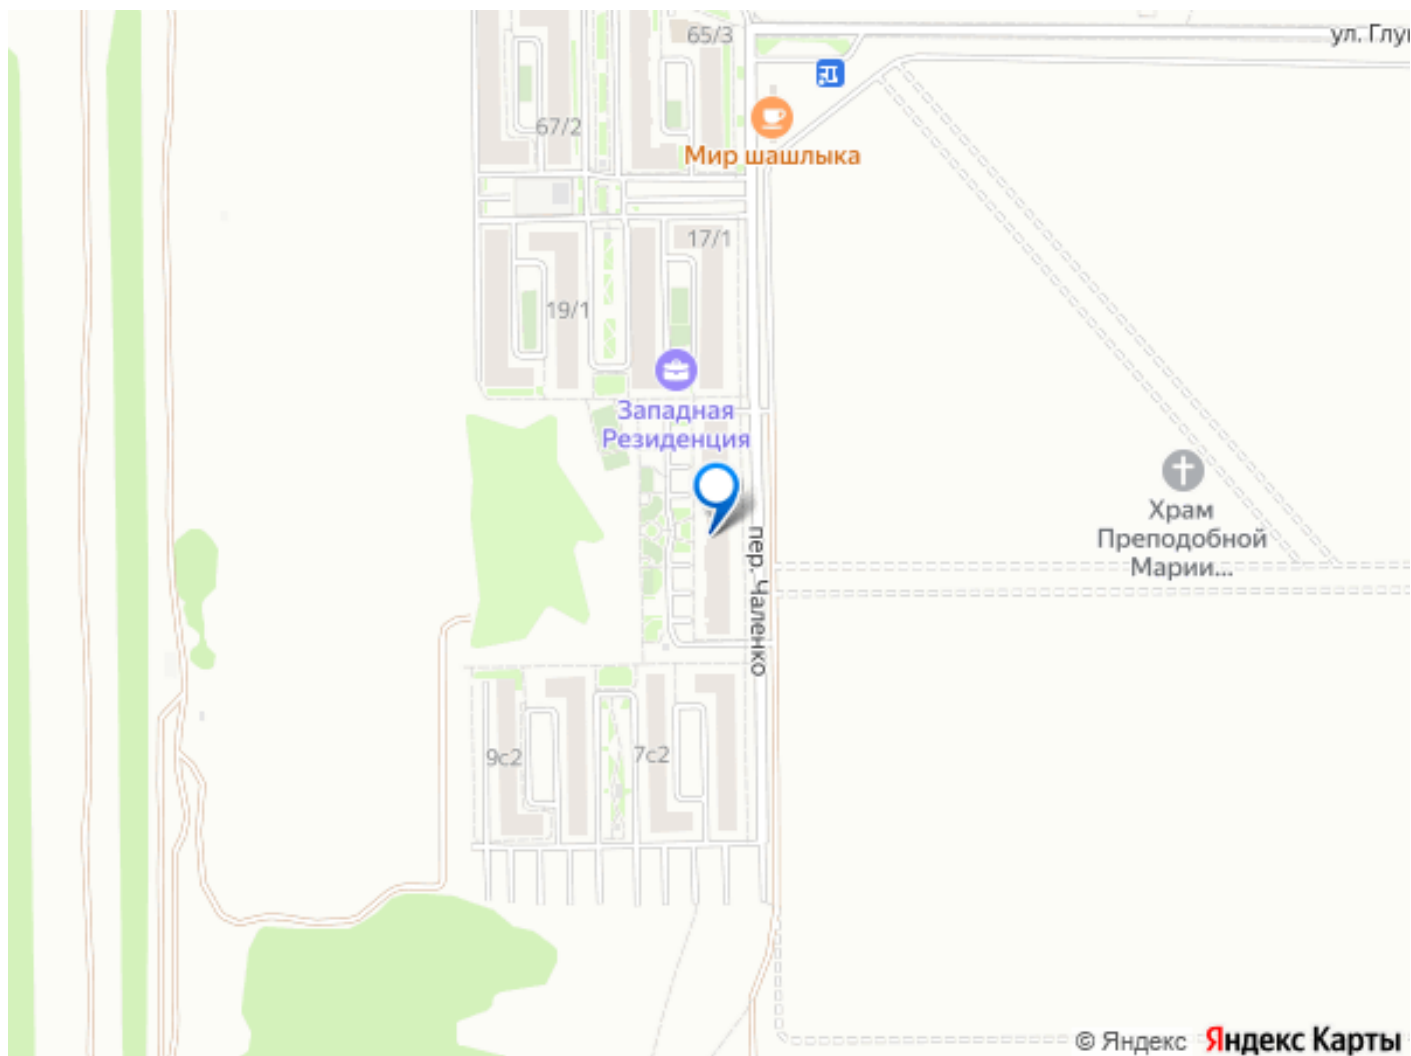 65/3
ул. Глу
67/2
Мир шашлыка
17/1
19/1
Западная
Резиденция
Храм
Преподобной
Марии...
пер. Чаленко
9с2
7с2
© Яндекс Яндекс Карты